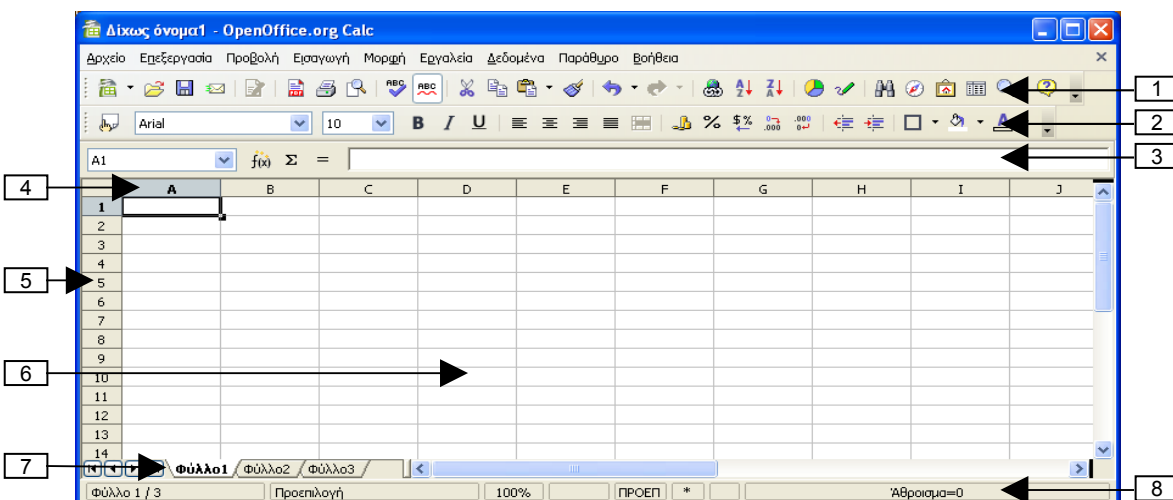 Δίχως όνομα1 - OpenOffice.org Calc
Αρχείο Επεξεργασία Προβολή Εισαγωγή Μορφή Εργαλεία Δεδομένα Παράθυρο Βοήθεια
1
Arial 10 B I U 2
A1 f(x) Σ = 3
4 A B C D E F G H I J
1
2
3
4
5 5
6
7
8
9
6 10
11
12
13
14
7 Φύλλο1 Φύλλο2 Φύλλο3
Φύλλο 1 / 3 Προεπιλογή 100% ΠΡΟΕΠ * Άθροισμα=0 8